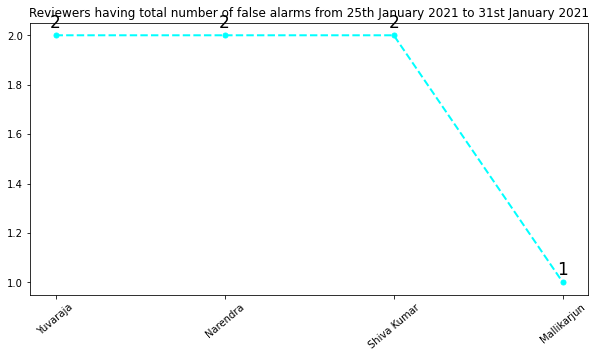 Reviewers having total number of false alarms from 25th January 2021 to 31st January 2021
2 2 2
2.0
1.8
1.6
1.4
1.2
1
1.0
Yuvaraja Narendra Shiva Kumar Mallikarjun